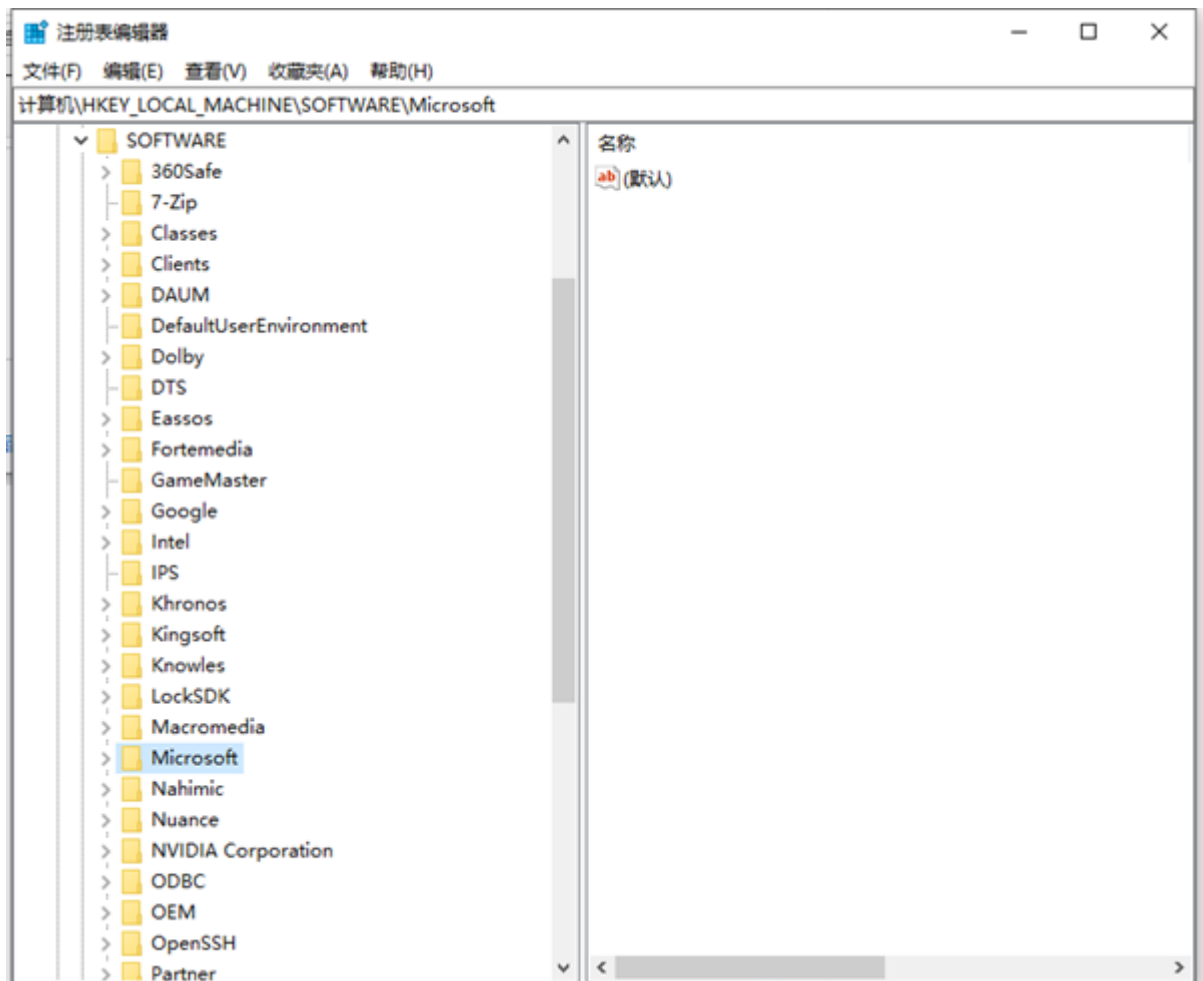 注册表编辑器
文件(F) 编辑(E) 查看(V) 收藏夹(A) 帮助(H)
计算机\HKEY_LOCAL_MACHINE\SOFTWARE\Microsoft
SOFTWARE
360Safe
7-Zip
Classes
Clients
DAUM
DefaultUserEnvironment
Dolby
DTS
Eassos
Fortemedia
GameMaster
Google
Intel
IPS
Khronos
Kingsoft
Knowles
LockSDK
Macromedia
Microsoft
Nahimic
Nuance
NVIDIA Corporation
ODBC
OEM
OpenSSH
Partner
名称
ab (默认)